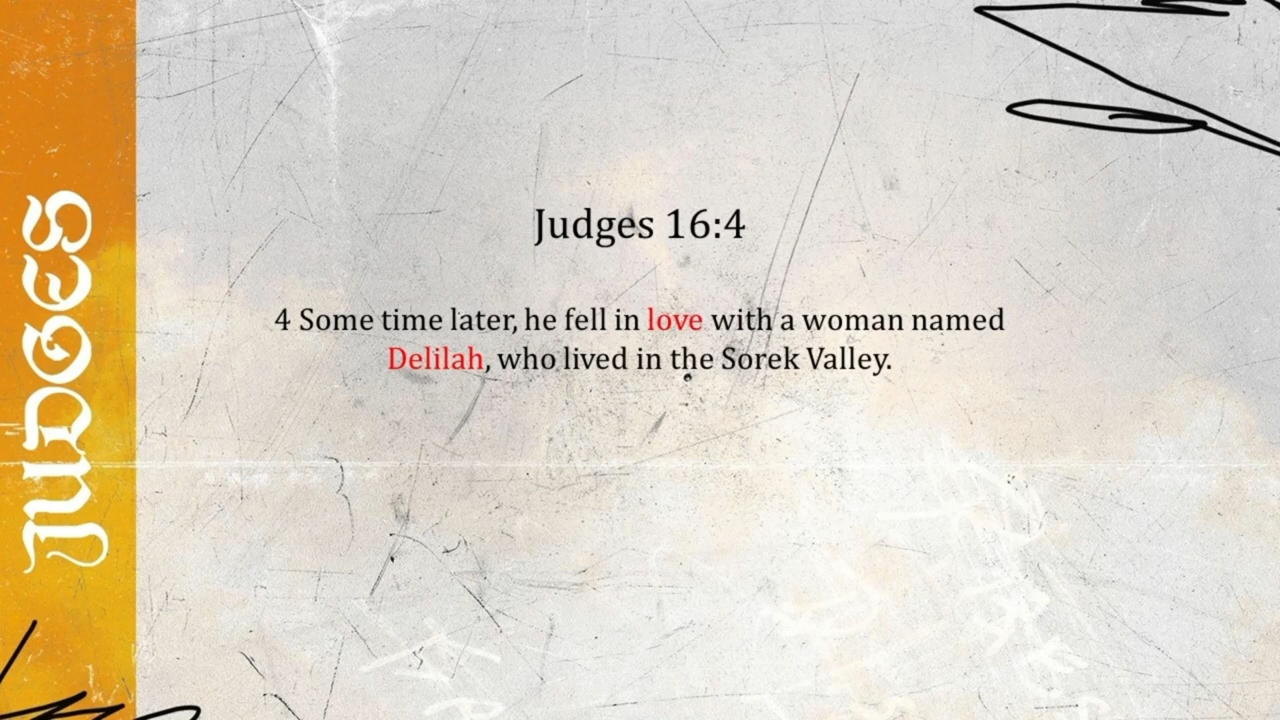 JUDGES
Judges 16:4
4 Some time later, he fell in love with a woman named
Delilah, who lived in the Sorek Valley.